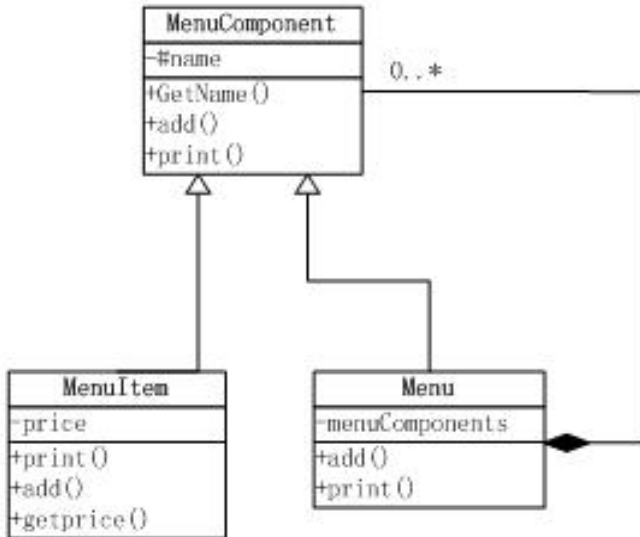 MenuComponent
-#name
0..*
+GetName()
+add()
+print()
MenuItem
-price
+print()
+add()
+getprice()
Menu
-menuComponents
+add()
+print()